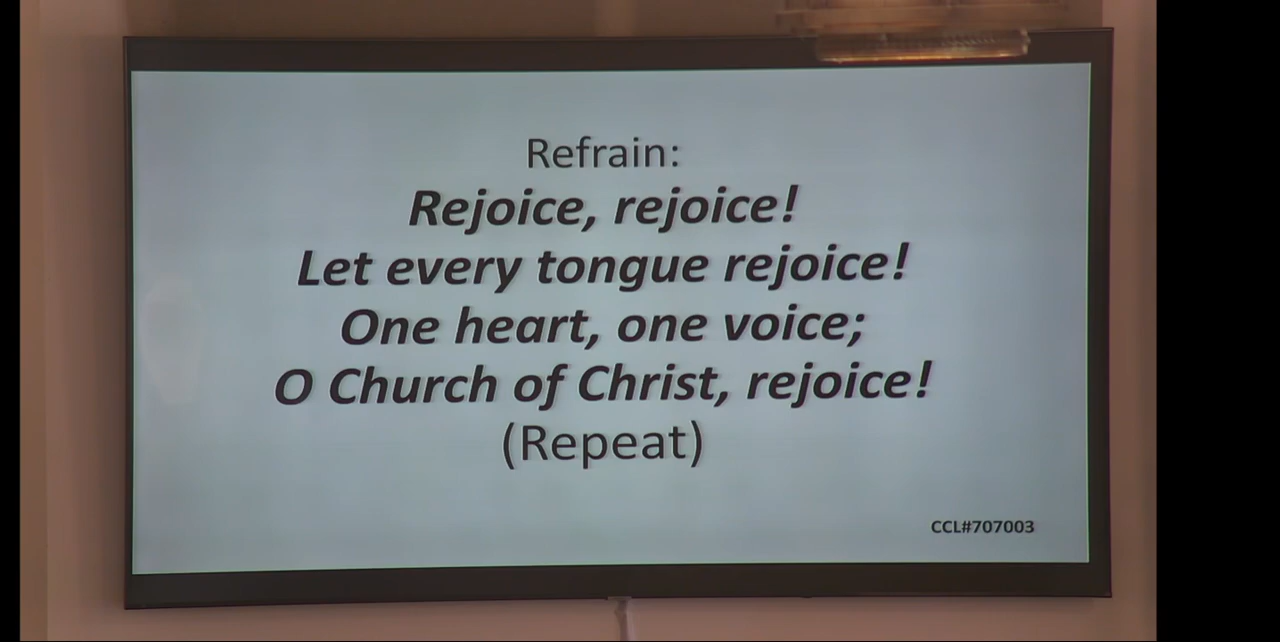 Refrain:
Rejoice, rejoice!
Let every tongue rejoice!
One heart, one voice;
O Church of Christ, rejoice!
(Repeat)
CCL#707003